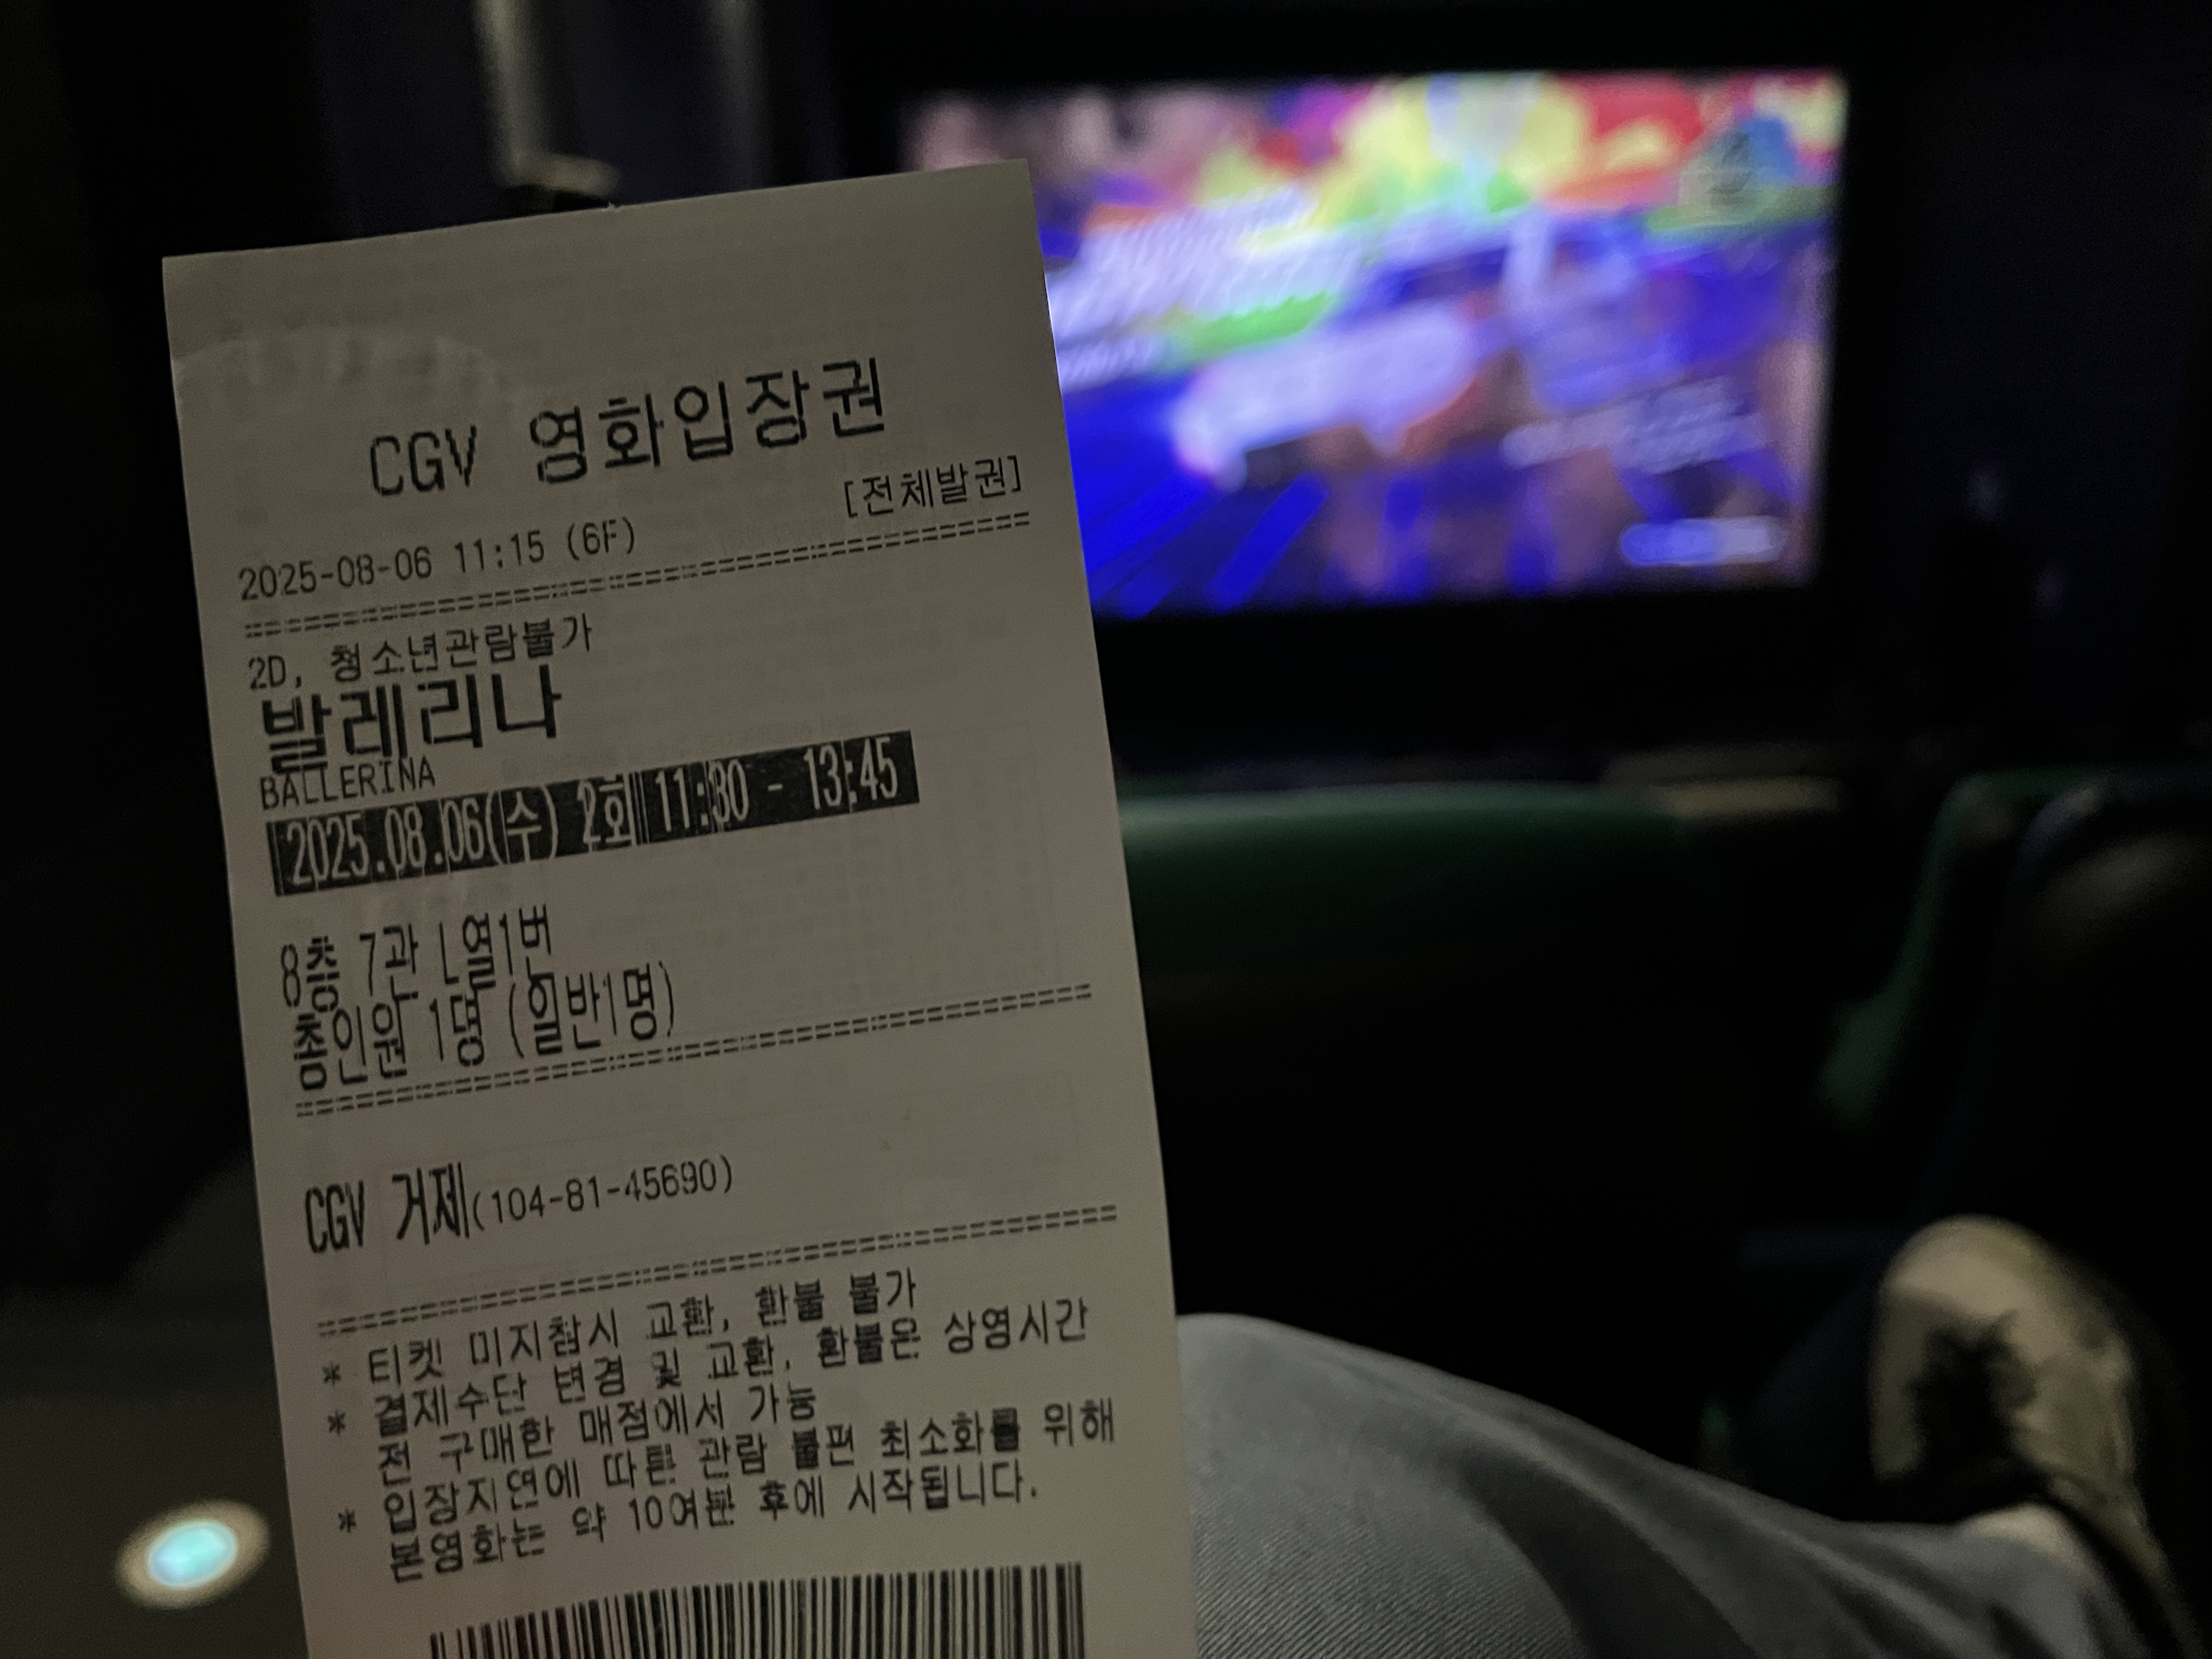 CGV 영화입장권
[전체발권]
2025-08-06 11:15 (6F)
================================================
2D, 청소년관람불가
발레리나
BALLERINA
2025.08.06(수) 2회 11:30 - 13:45
8층 7관 L열1번
총인원 1명 (일반1명)
================================================
CGV 거제(104-81-45690)
================================================
* 티켓 미지참시 교환, 환불 불가
* 결제수단 변경 및 교환, 환불은 상영시간
전 구매한 매점에서 가능
* 입장지연에 따른 관람 불편 최소화를 위해
본영화는 약 10여분 후에 시작됩니다.